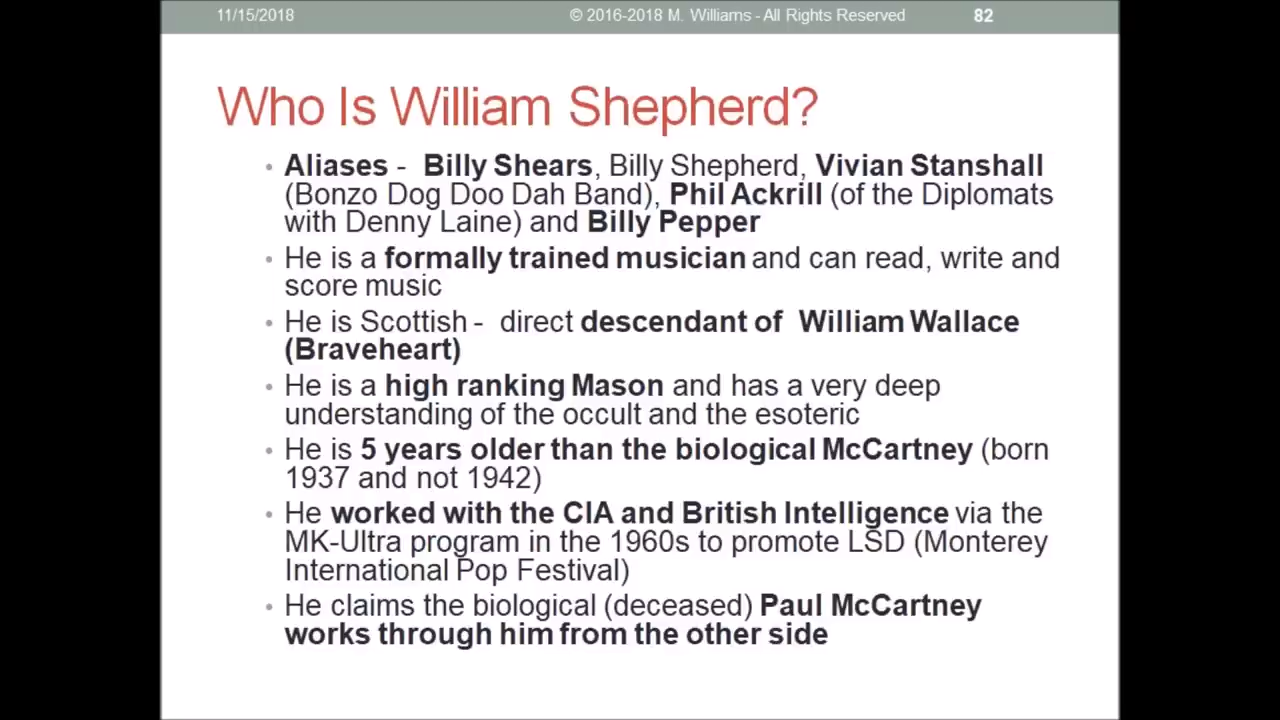 11/15/2018 © 2016-2018 M. Williams - All Rights Reserved 82
Who Is William Shepherd?
• Aliases - Billy Shears, Billy Shepherd, Vivian Stanshall
(Bonzo Dog Doo Dah Band), Phil Ackrill (of the Diplomats
with Denny Laine) and Billy Pepper
• He is a formally trained musician and can read, write and
score music
• He is Scottish - direct descendant of William Wallace
(Braveheart)
• He is a high ranking Mason and has a very deep
understanding of the occult and the esoteric
• He is 5 years older than the biological McCartney (born
1937 and not 1942)
• He worked with the CIA and British Intelligence via the
MK-Ultra program in the 1960s to promote LSD (Monterey
International Pop Festival)
• He claims the biological (deceased) Paul McCartney
works through him from the other side